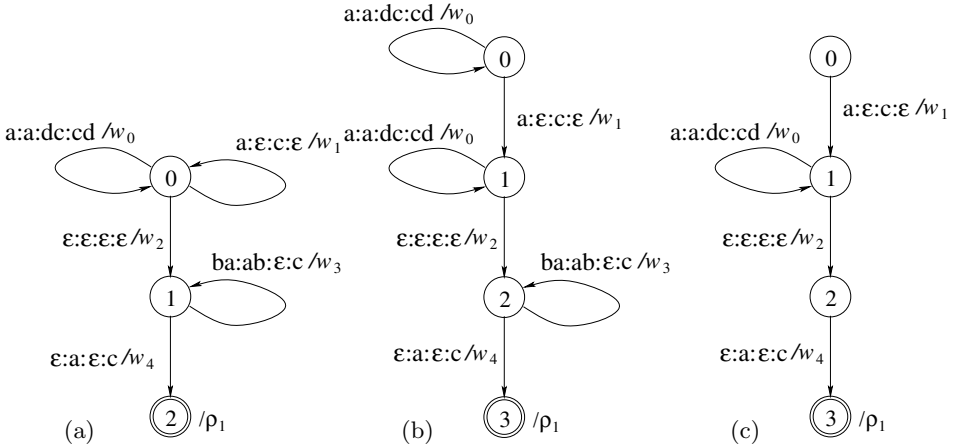 a:a:dc:cd /w₀
a:ε:c:ε /w₁
0
ε:ε:ε:ε /w₂
ba:ab:ε:c /w₃
1
ε:a:ε:c /w₄
2 /ρ₁
(a)
a:a:dc:cd /w₀
0
a:ε:c:ε /w₁
a:a:dc:cd /w₀
1
ε:ε:ε:ε /w₂
ba:ab:ε:c /w₃
2
ε:a:ε:c /w₄
3 /ρ₁
(b)
0
a:ε:c:ε /w₁
a:a:dc:cd /w₀
1
ε:ε:ε:ε /w₂
2
ε:a:ε:c /w₄
3 /ρ₁
(c)